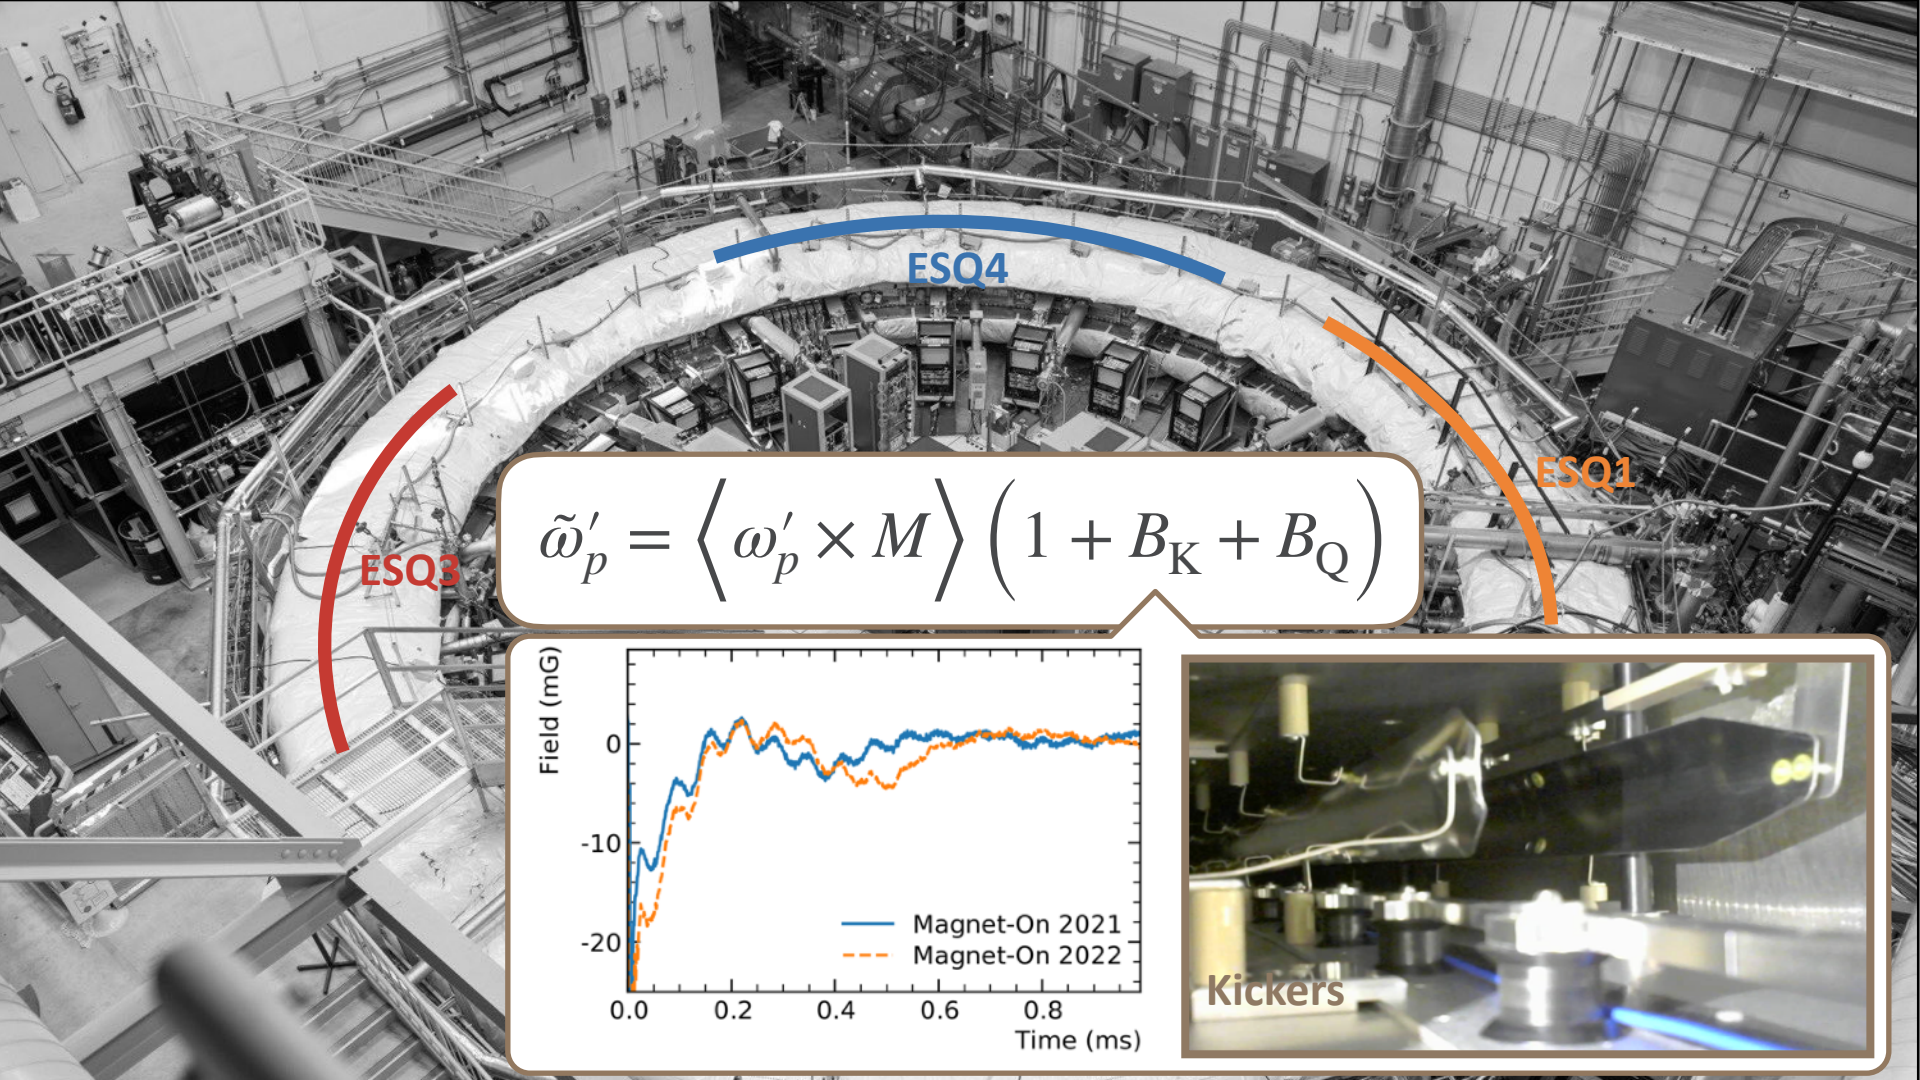 ESQ4
ESQ1
ESQ3
ω̃′p = ⟨ω′p × M⟩ (1 + BK + BQ)
Field (mG)
0
-10
-20
Magnet-On 2021
Magnet-On 2022
0.0 0.2 0.4 0.6 0.8
Time (ms)
Kickers